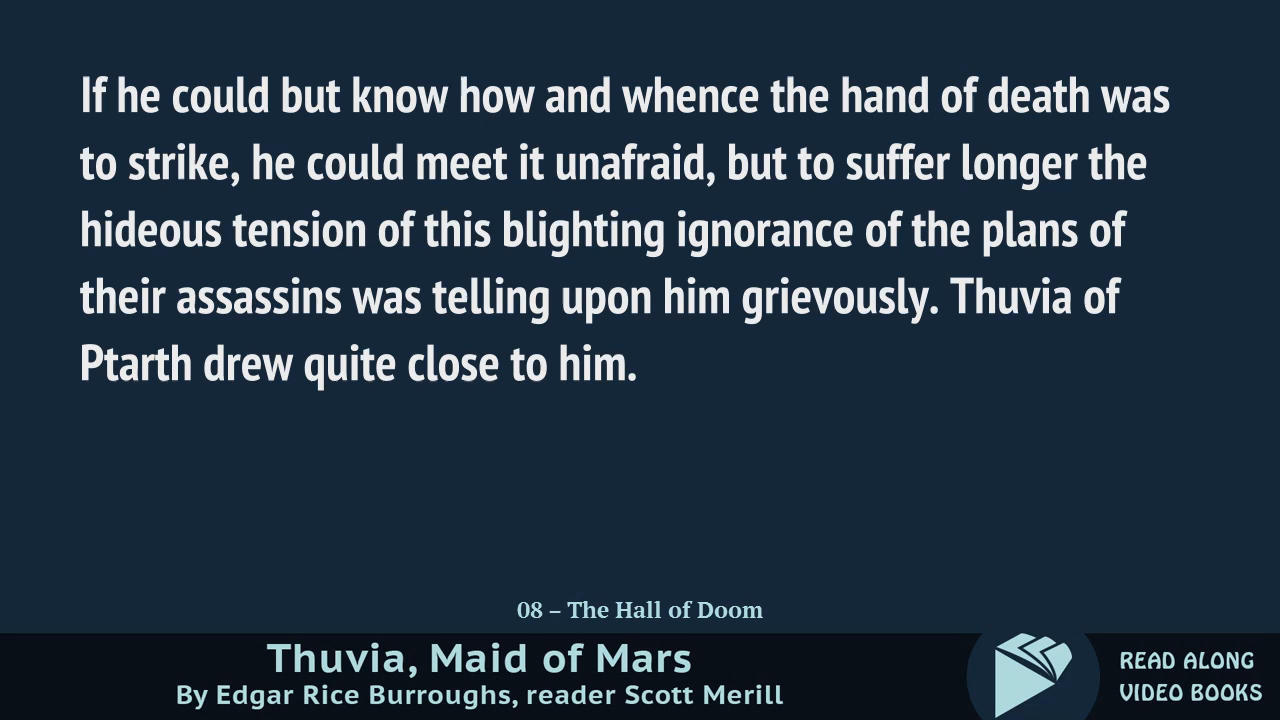 If he could but know how and whence the hand of death was
to strike, he could meet it unafraid, but to suffer longer the
hideous tension of this blighting ignorance of the plans of
their assassins was telling upon him grievously. Thuvia of
Ptarth drew quite close to him.
08 – The Hall of Doom
Thuvia, Maid of Mars
By Edgar Rice Burroughs, reader Scott Merill
READ ALONG
VIDEO BOOKS